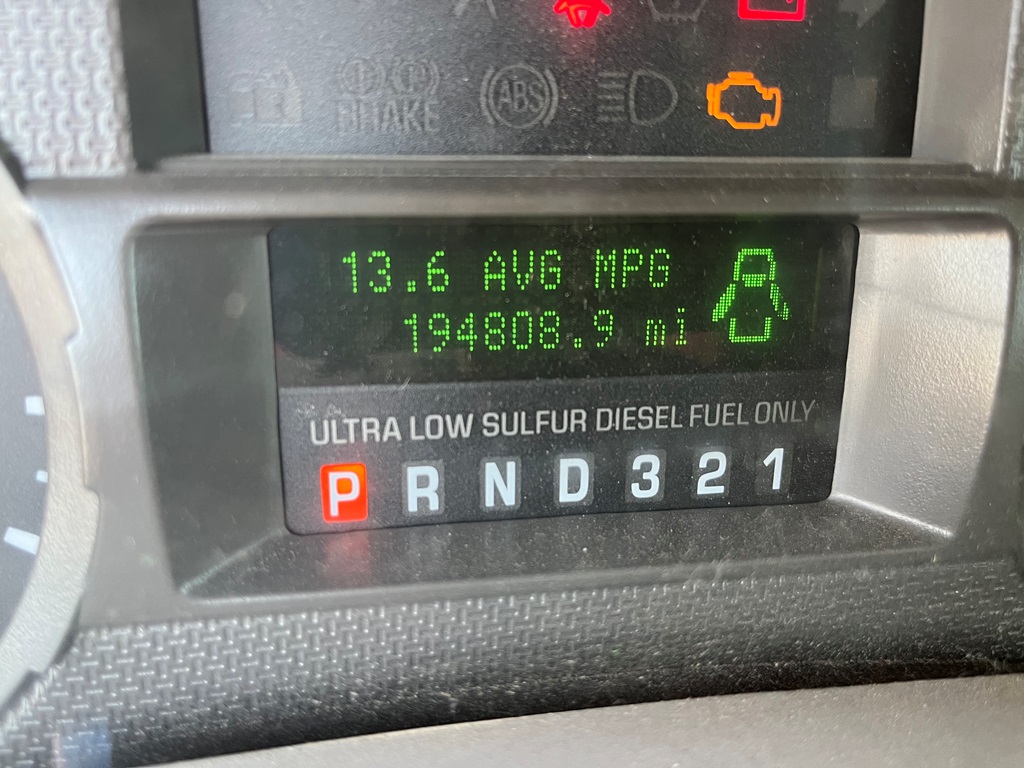 BRAKE
ABS
13.6 AVG MPG
194808.9 mi
ULTRA LOW SULFUR DIESEL FUEL ONLY
P R N D 3 2 1